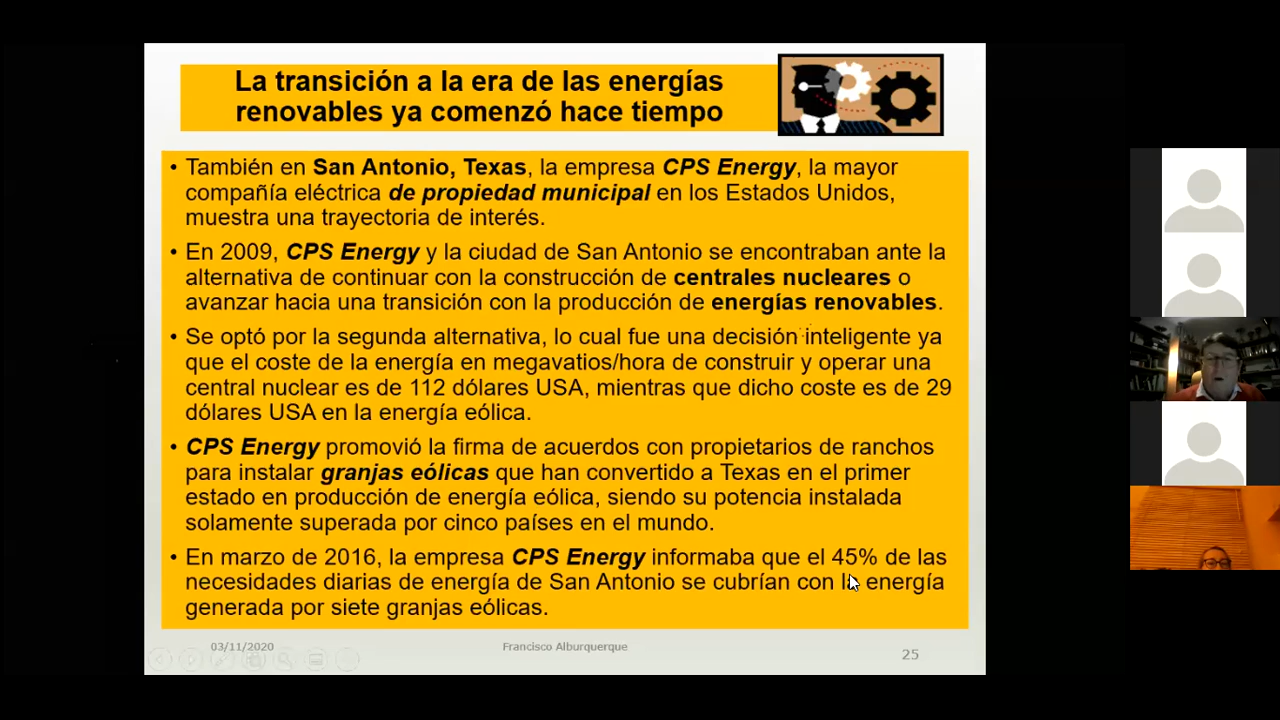 La transición a la era de las energías
renovables ya comenzó hace tiempo
• También en San Antonio, Texas, la empresa CPS Energy, la mayor
compañía eléctrica de propiedad municipal en los Estados Unidos,
muestra una trayectoria de interés.
• En 2009, CPS Energy y la ciudad de San Antonio se encontraban ante la
alternativa de continuar con la construcción de centrales nucleares o
avanzar hacia una transición con la producción de energías renovables.
• Se optó por la segunda alternativa, lo cual fue una decisión inteligente ya
que el coste de la energía en megavatios/hora de construir y operar una
central nuclear es de 112 dólares USA, mientras que dicho coste es de 29
dólares USA en la energía eólica.
• CPS Energy promovió la firma de acuerdos con propietarios de ranchos
para instalar granjas eólicas que han convertido a Texas en el primer
estado en producción de energía eólica, siendo su potencia instalada
solamente superada por cinco países en el mundo.
• En marzo de 2016, la empresa CPS Energy informaba que el 45% de las
necesidades diarias de energía de San Antonio se cubrían con la energía
generada por siete granjas eólicas.
03/11/2020
Francisco Alburquerque
25